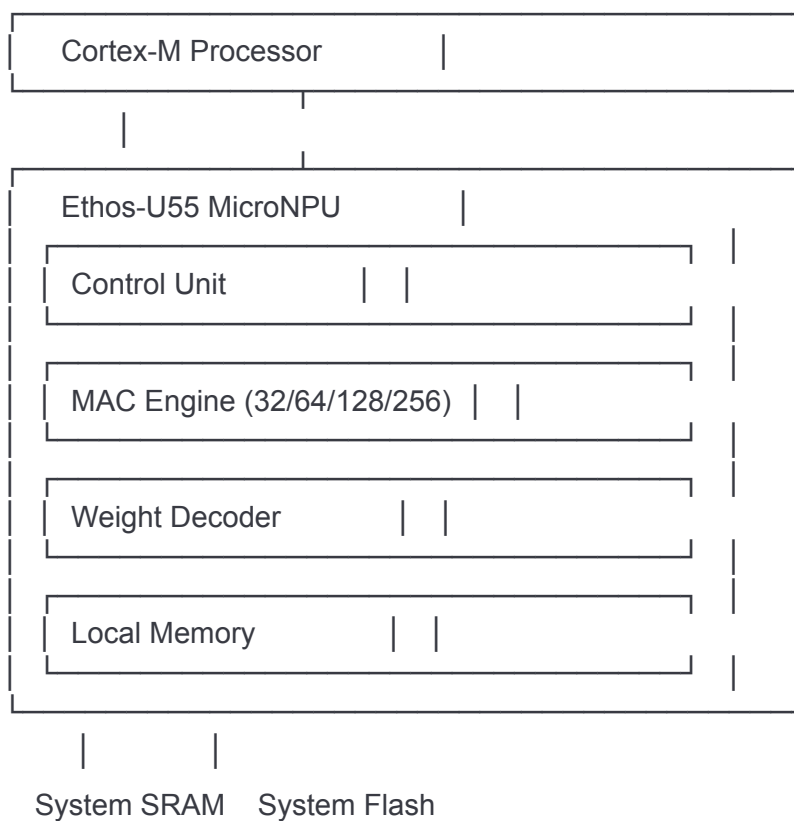 Cortex-M Processor
Ethos-U55 MicroNPU
Control Unit
MAC Engine (32/64/128/256)
Weight Decoder
Local Memory
System SRAM System Flash